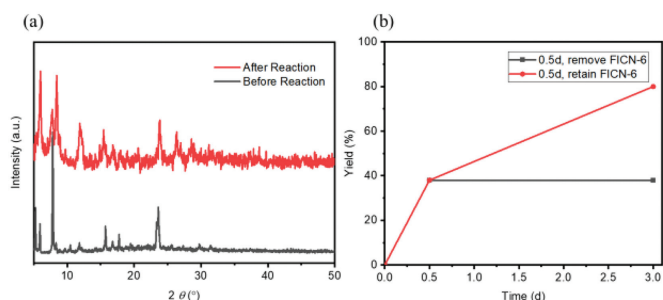 (a)
After Reaction
Before Reaction
Intensity (a.u.)
10
20
30
40
50
2 θ (°)
(b)
0.5d, remove FICN-6
0.5d, retain FICN-6
Yield (%)
100
80
60
40
20
0
0.0
0.5
1.0
1.5
2.0
2.5
3.0
Time (d)